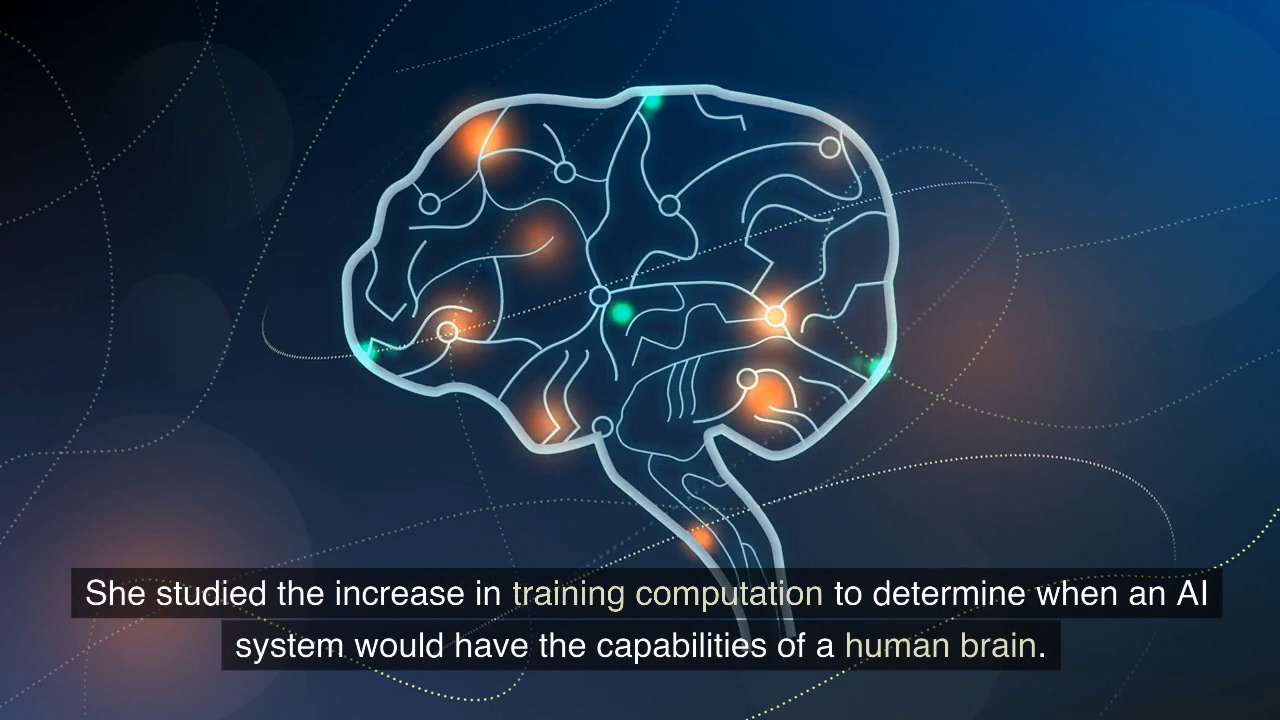 She studied the increase in training computation to determine when an AI
system would have the capabilities of a human brain.